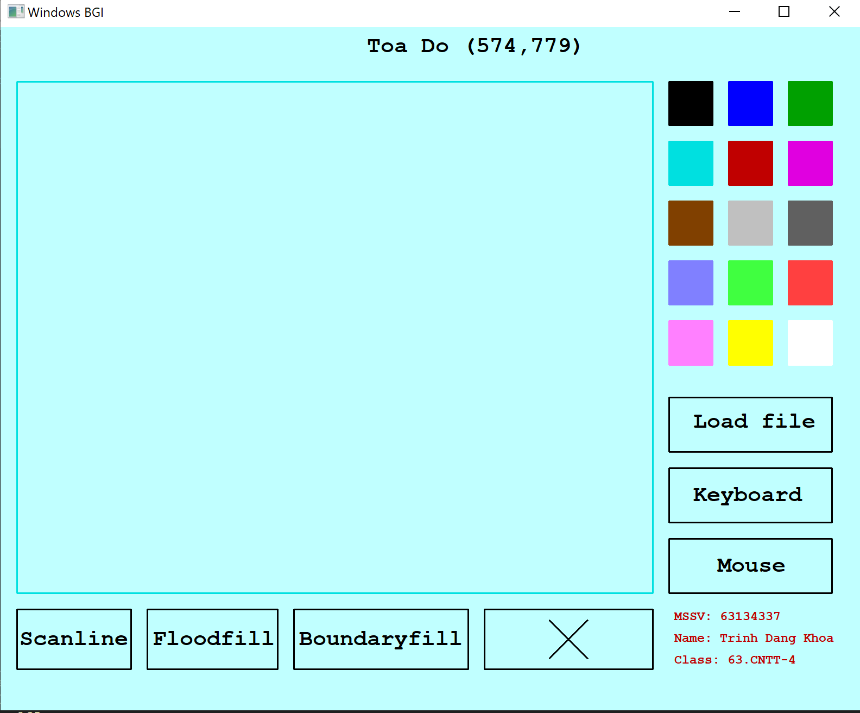 Windows BGI
Toa Do (574,779)
Load file
Keyboard
Mouse
Scanline Floodfill Boundaryfill
MSSV: 63134337
Name: Trinh Dang Khoa
Class: 63.CNTT-4